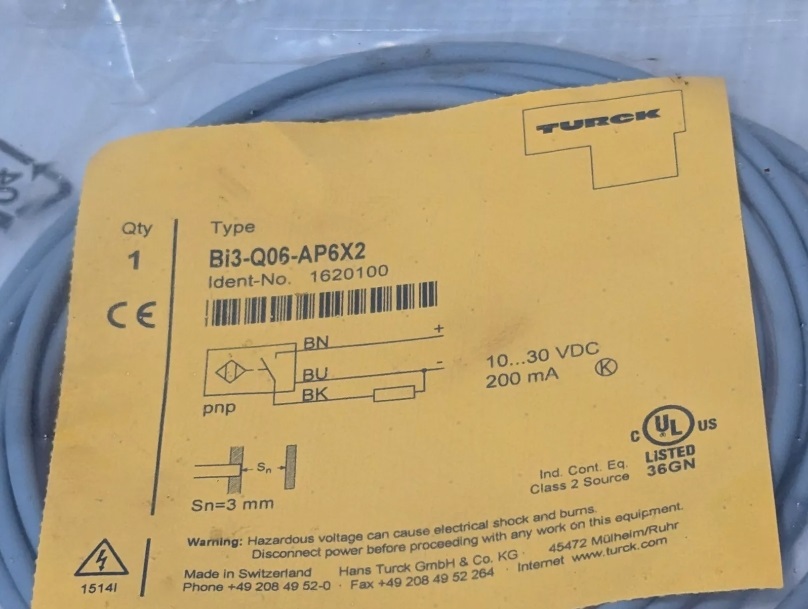 TURCK
Qty
1
Type
Bi3-Q06-AP6X2
Ident-No. 1620100
CE
BN
+
BU
-
BK
pnp
10...30 VDC
200 mA
K
Sn
Sn=3 mm
C UL US
LISTED
36GN
Ind. Cont. Eq.
Class 2 Source
Warning: Hazardous voltage can cause electrical shock and burns.
Disconnect power before proceeding with any work on this equipment.
1514I
Made in Switzerland Hans Turck GmbH & Co. KG · 45472 Mülheim/Ruhr
Phone +49 208 49 52-0 · Fax +49 208 49 52 264 · Internet www.turck.com